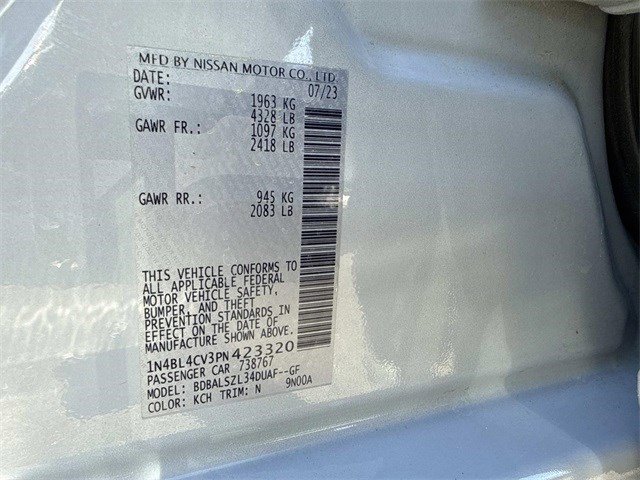 MFD BY NISSAN MOTOR CO., LTD.
DATE: 07/23
GVWR: 1963 KG
4328 LB
GAWR FR.: 1097 KG
2418 LB
GAWR RR.: 945 KG
2083 LB
THIS VEHICLE CONFORMS TO
ALL APPLICABLE FEDERAL
MOTOR VEHICLE SAFETY,
BUMPER, AND THEFT
PREVENTION STANDARDS IN
EFFECT ON THE DATE OF
MANUFACTURE SHOWN ABOVE.
1N4BL4CV3PN423320
PASSENGER CAR 738767
MODEL: BDBALSZL34DUAF--GF
COLOR: KCH TRIM: N 9N00A